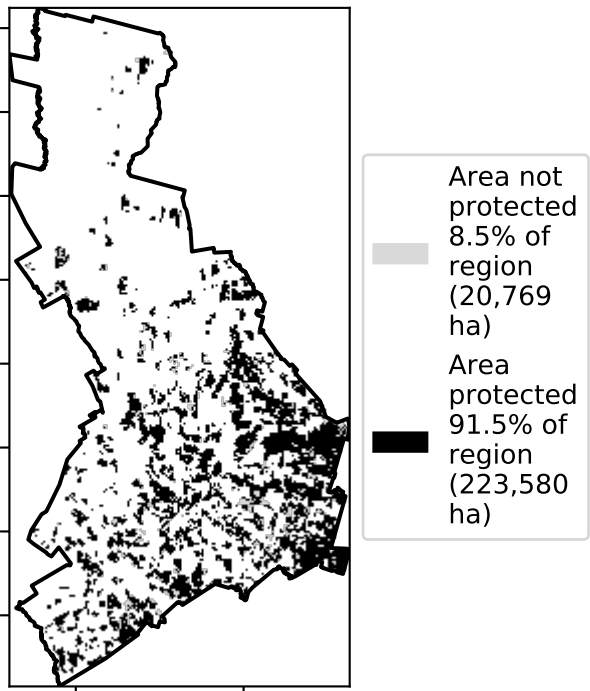 Area not
protected
8.5% of
region
(20,769
ha)
Area
protected
91.5% of
region
(223,580
ha)